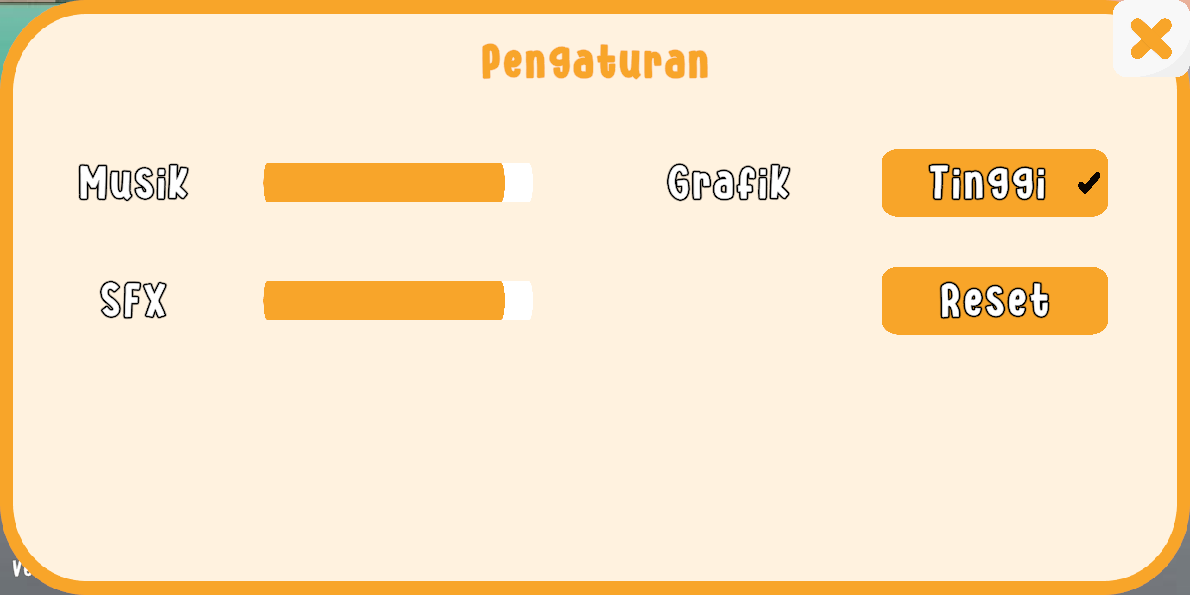 Pengaturan
Musik
Grafik
Tinggi
SFX
Reset